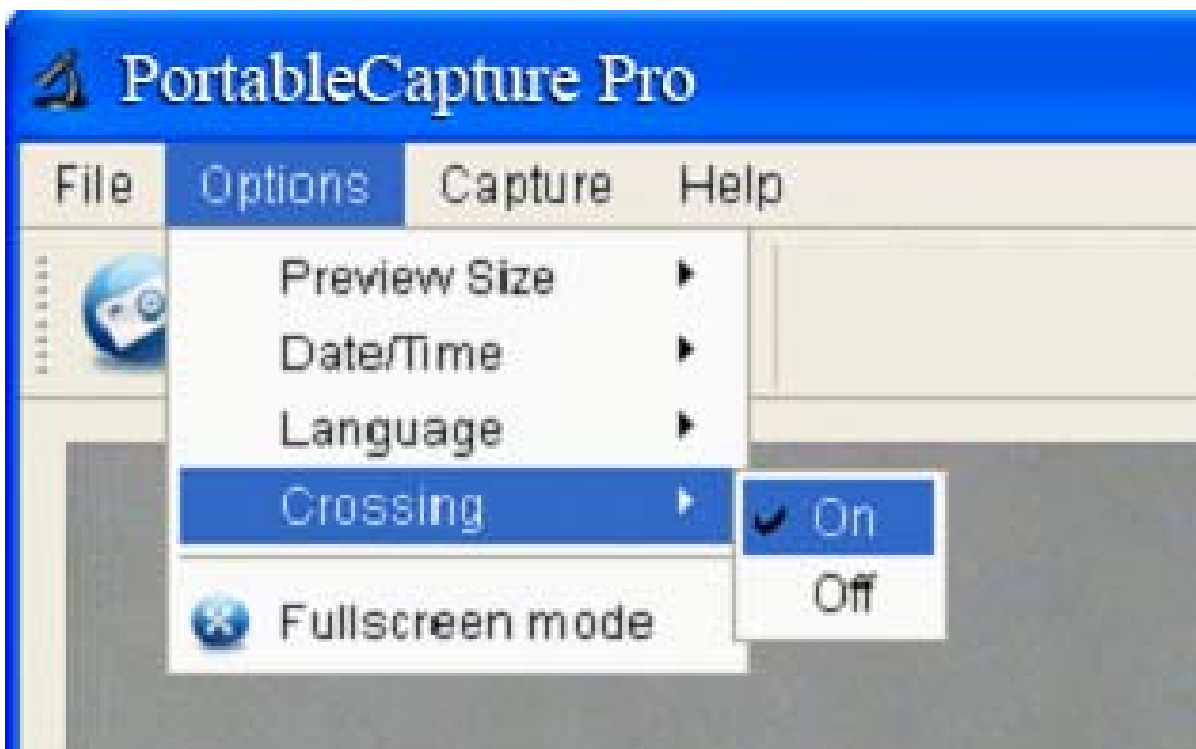 PortableCapture Pro
File Options Capture Help
Preview Size
Date/Time
Language
Crossing
On
Off
Fullscreen mode